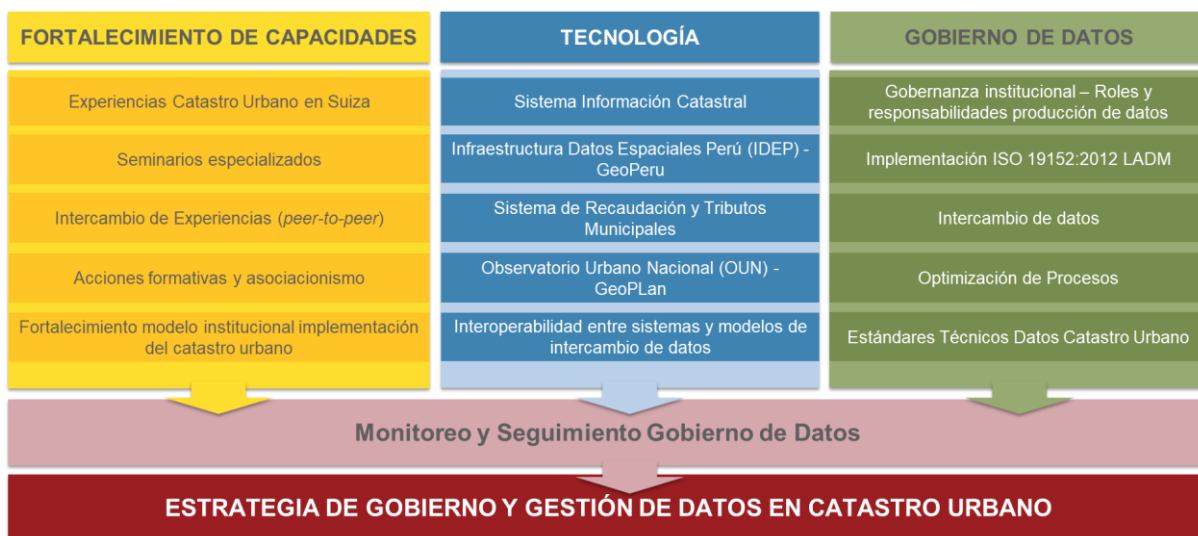 FORTALECIMIENTO DE CAPACIDADES
Experiencias Catastro Urbano en Suiza
Seminarios especializados
Intercambio de Experiencias (peer-to-peer)
Acciones formativas y asociacionismo
Fortalecimiento modelo institucional implementación
del catastro urbano
TECNOLOGÍA
Sistema Información Catastral
Infraestructura Datos Espaciales Perú (IDEP) -
GeoPeru
Sistema de Recaudación y Tributos
Municipales
Observatorio Urbano Nacional (OUN) -
GeoPLan
Interoperabilidad entre sistemas y modelos de
intercambio de datos
GOBIERNO DE DATOS
Gobernanza institucional – Roles y
responsabilidades producción de datos
Implementación ISO 19152:2012 LADM
Intercambio de datos
Optimización de Procesos
Estándares Técnicos Datos Catastro Urbano
Monitoreo y Seguimiento Gobierno de Datos
ESTRATEGIA DE GOBIERNO Y GESTIÓN DE DATOS EN CATASTRO URBANO